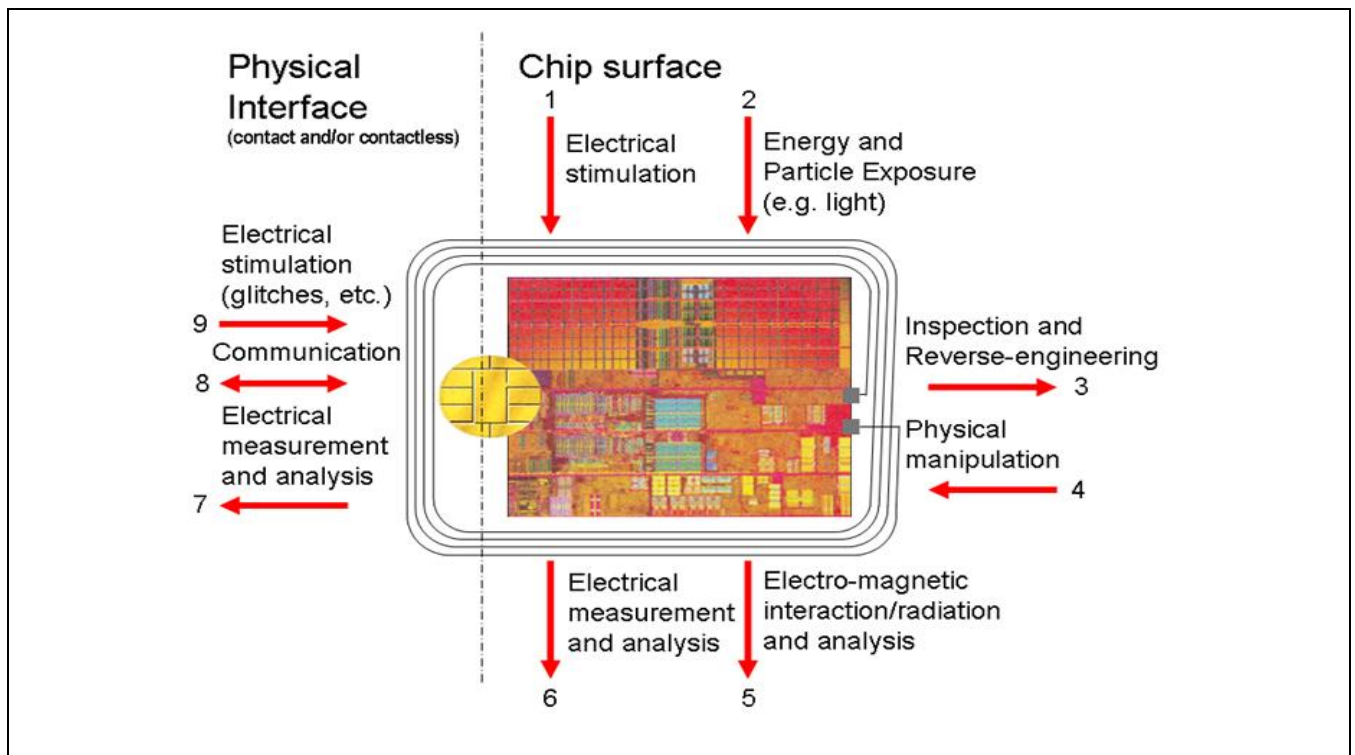 Physical
Interface
(contact and/or contactless)
Chip surface
1
2
Electrical
stimulation
Energy and
Particle Exposure
(e.g. light)
Electrical
stimulation
(glitches, etc.)
9
Communication
8
Electrical
measurement
and analysis
7
Inspection and
Reverse-engineering
3
Physical
manipulation
4
Electrical
measurement
and analysis
6
Electro-magnetic
interaction/radiation
and analysis
5